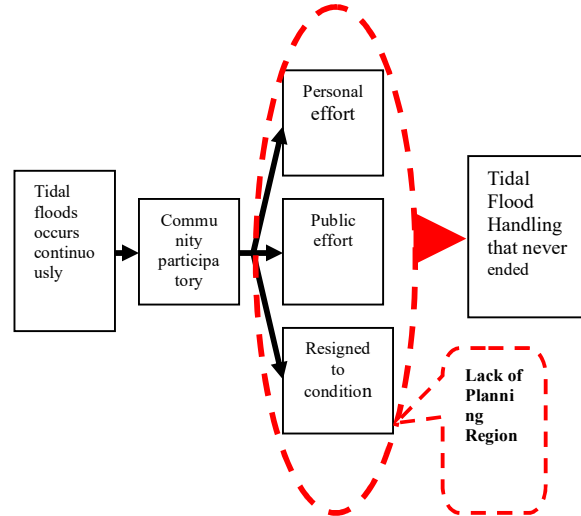 Tidal
floods
occurs
continuo
usly
Commu
nity
participa
tory
Personal
effort
Public
effort
Resigned
to
condition
Tidal
Flood
Handling
that never
ended
Lack of
Planni
ng
Region